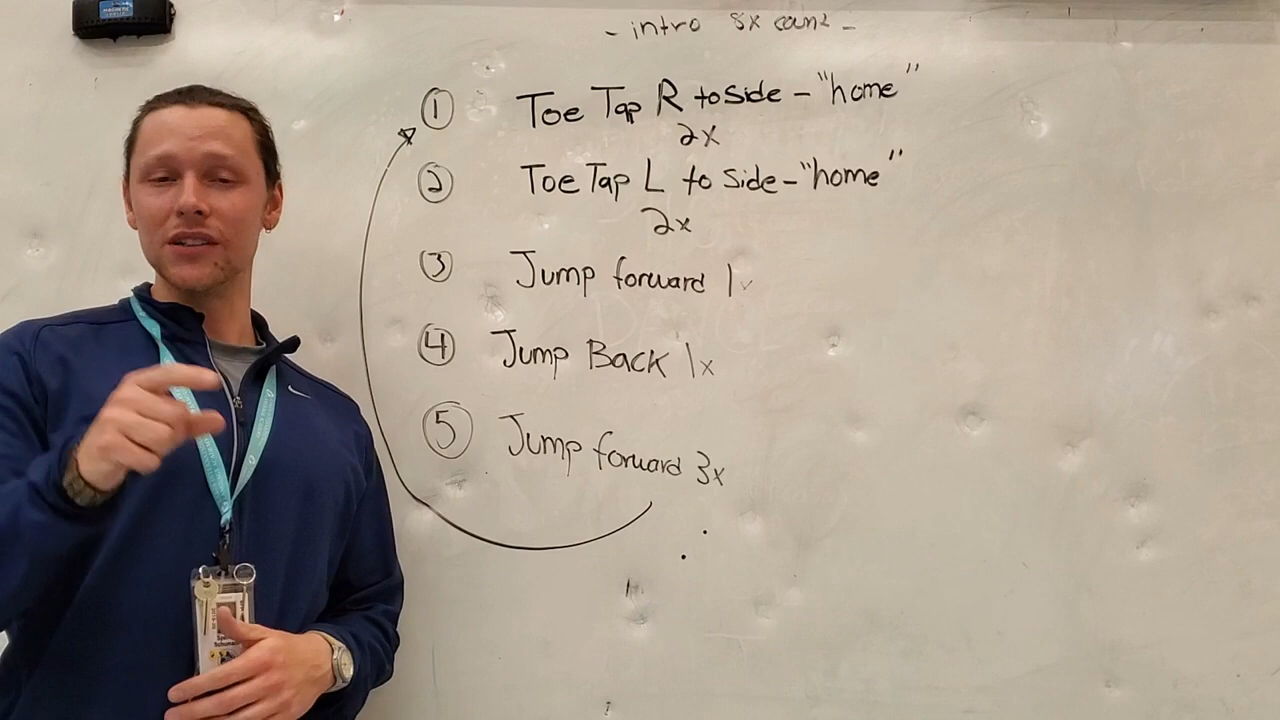 - intro 8x count -
① Toe Tap R to side - "home"
2x
② Toe Tap L to side - "home"
2x
③ Jump forward 1x
④ Jump Back 1x
⑤ Jump forward 3x
MAGNETIC